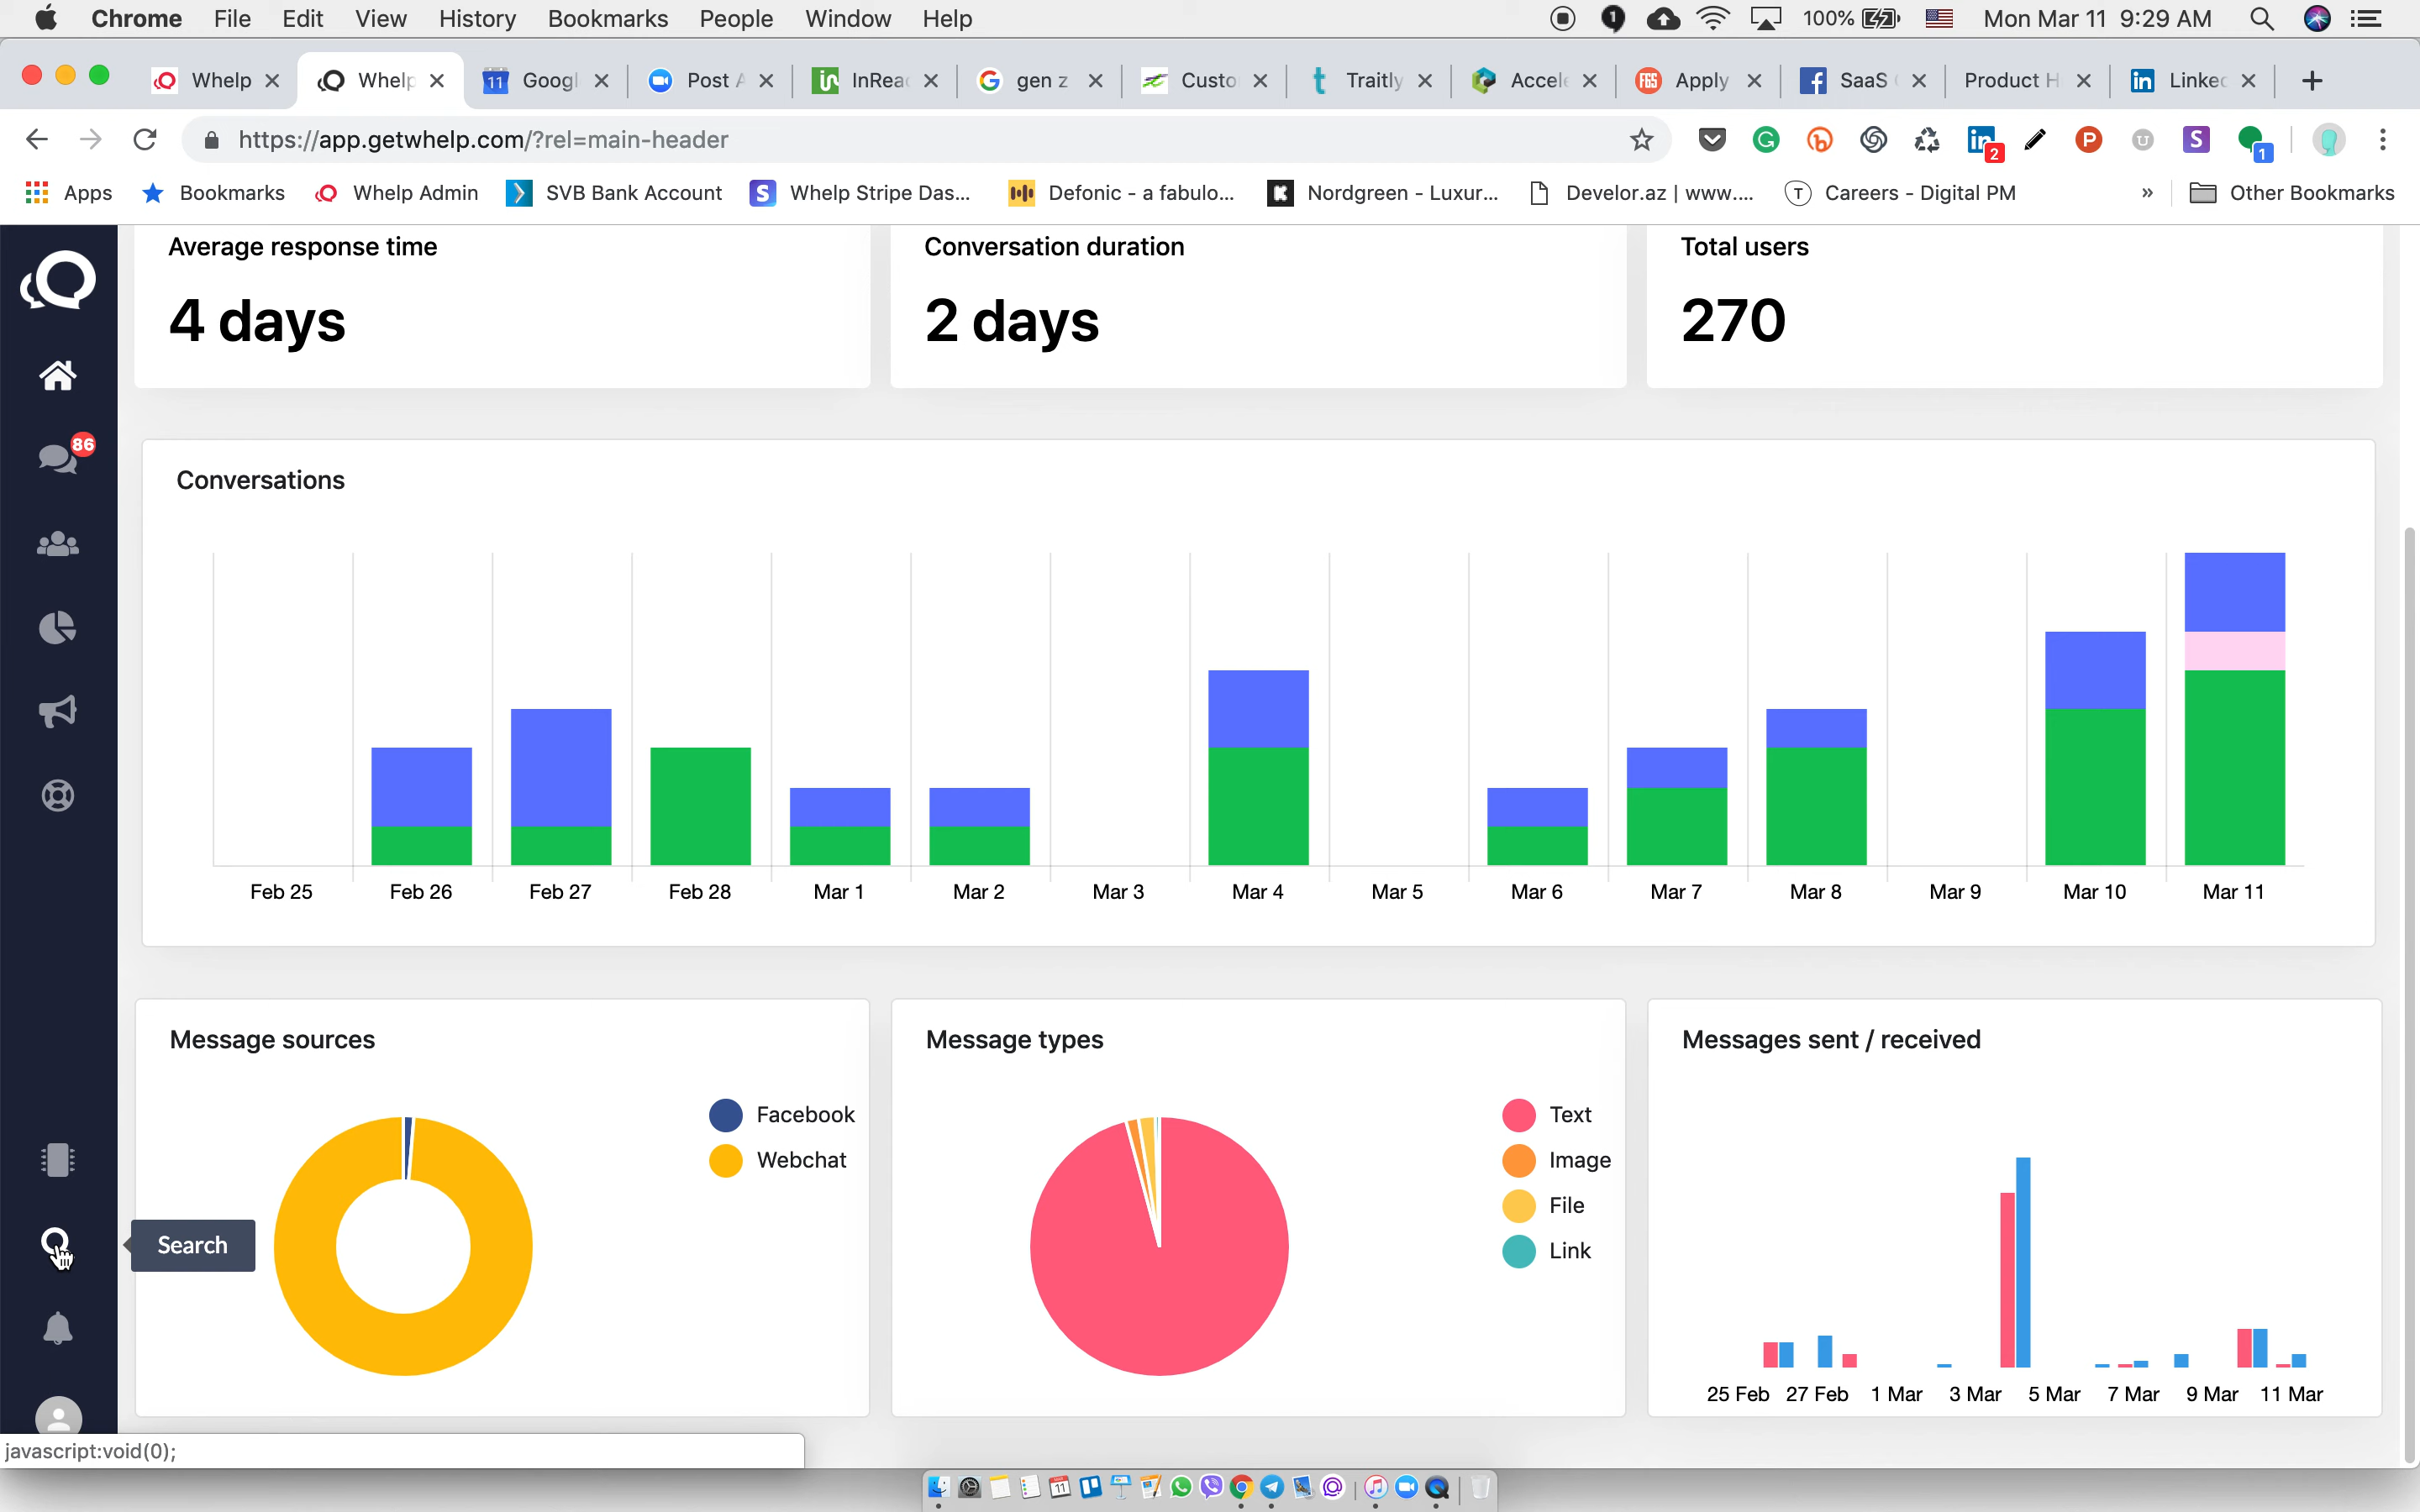 Chrome File Edit View History Bookmarks People Window Help 1 100% Mon Mar 11 9:29 AM
Whelp Whelp 11 Googl Post A InRea gen z Custo Traitly Accele FGS Apply SaaS Product H in Linked
https://app.getwhelp.com/?rel=main-header 2 P S 1
Apps Bookmarks Whelp Admin SVB Bank Account S Whelp Stripe Das... Defonic - a fabulo... K Nordgreen - Luxur... Develor.az | www.... T Careers - Digital PM » Other Bookmarks
Average response time Conversation duration Total users
4 days 2 days 270
86
Conversations
Feb 25 Feb 26 Feb 27 Feb 28 Mar 1 Mar 2 Mar 3 Mar 4 Mar 5 Mar 6 Mar 7 Mar 8 Mar 9 Mar 10 Mar 11
Message sources Message types Messages sent / received
Facebook Text
Webchat Image
File
Search Link
25 Feb 27 Feb 1 Mar 3 Mar 5 Mar 7 Mar 9 Mar 11 Mar
javascript:void(0);